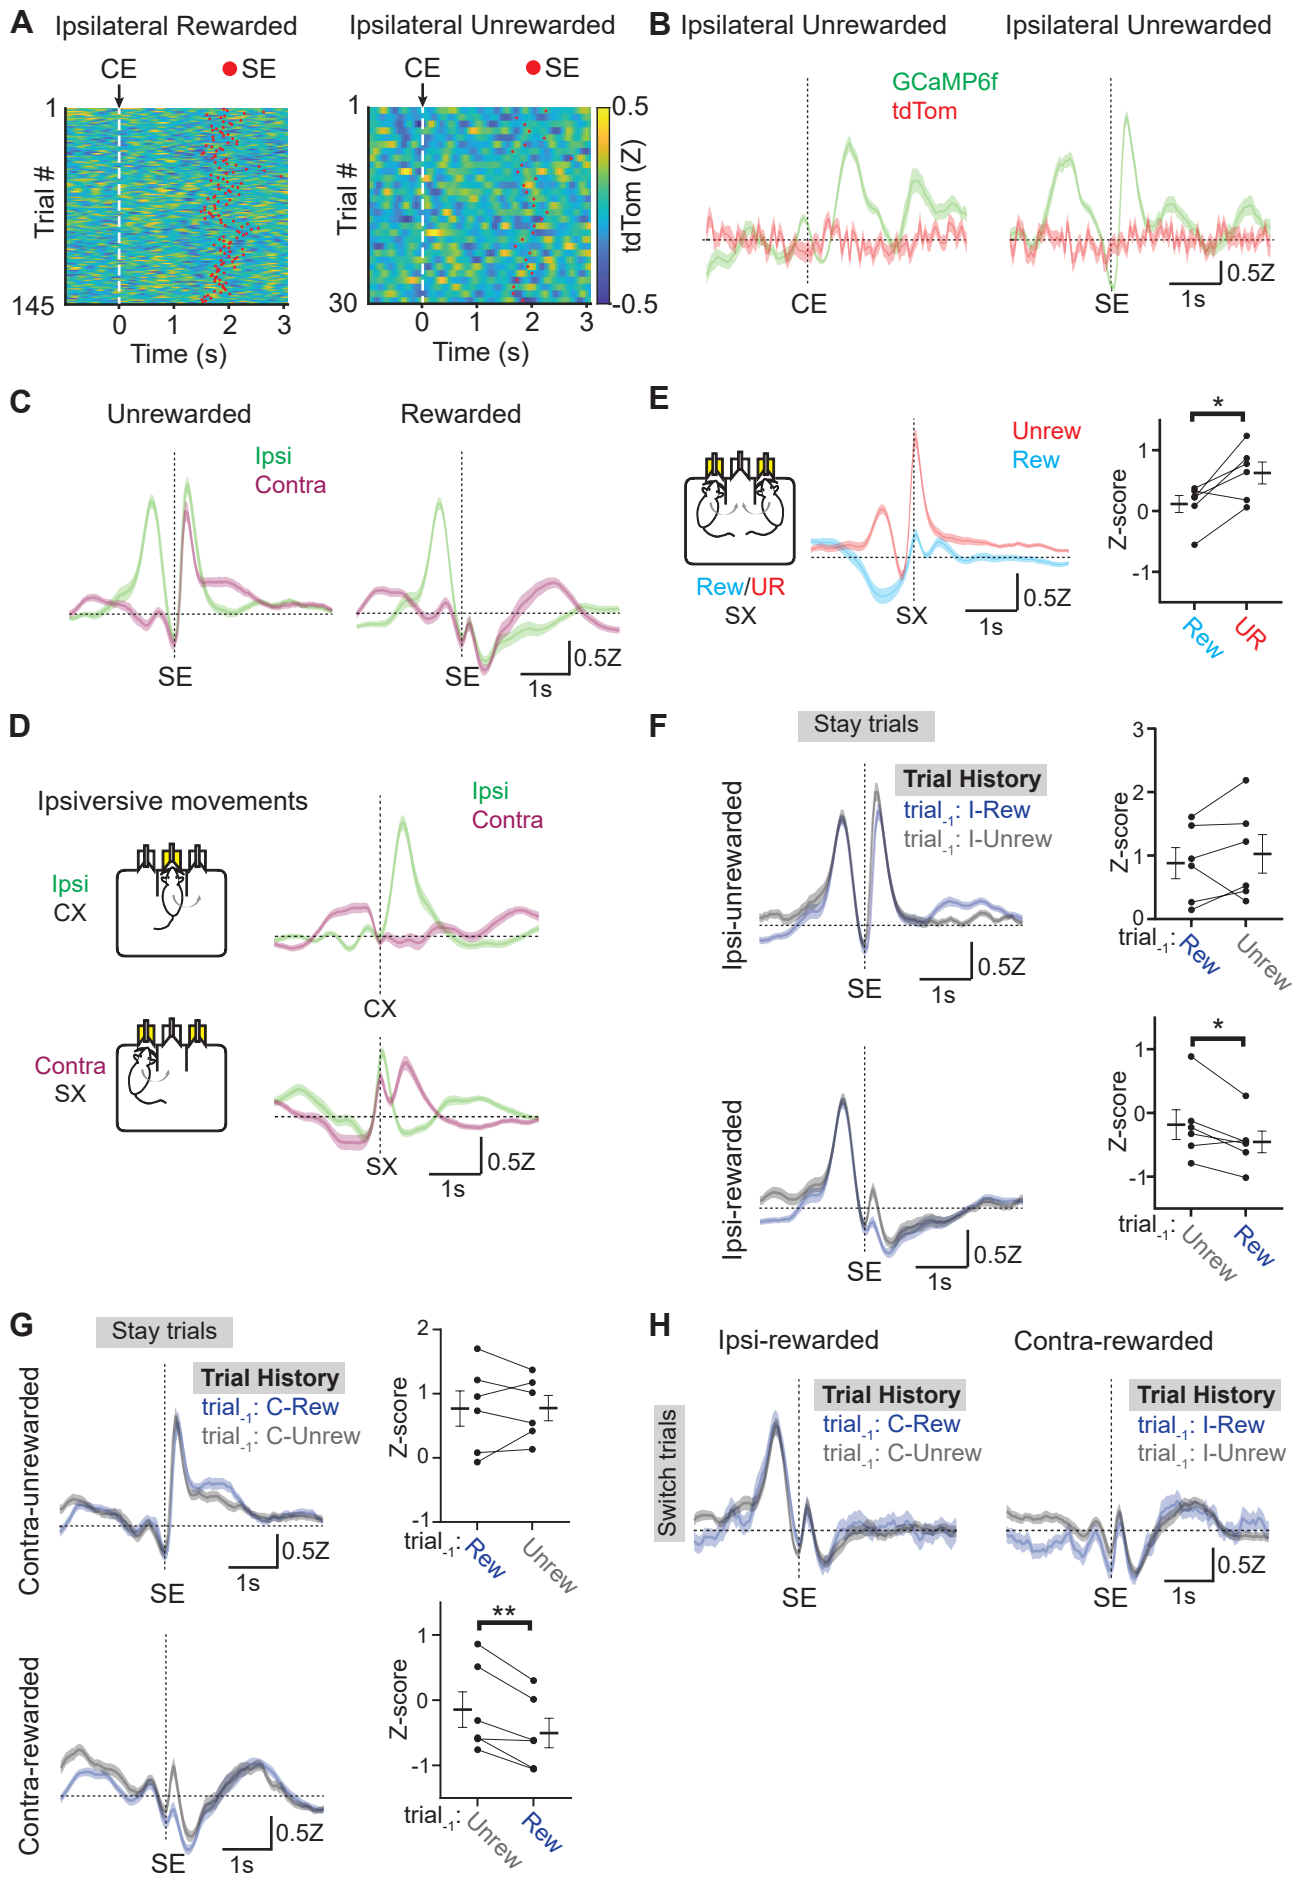 A
Ipsilateral Rewarded
Ipsilateral Unrewarded
CE
SE
CE
SE
1
145
Trial #
0 1 2 3
Time (s)
1
30
Trial #
0 1 2 3
Time (s)
0.5
-0.5
tdTom (Z)
B
Ipsilateral Unrewarded
Ipsilateral Unrewarded
GCaMP6f
tdTom
CE
SE
0.5Z
1s
C
Unrewarded
Rewarded
Ipsi
Contra
SE
SE
0.5Z
1s
E
Unrew
Rew
Rew/UR
SX
SX
0.5Z
1s
*
Z-score
1
0
-1
Rew
UR
D
Ipsiversive movements
Ipsi
Contra
Ipsi
CX
CX
Contra
SX
SX
0.5Z
1s
F
Stay trials
Trial History
trial-1: I-Rew
trial-1: I-Unrew
Ipsi-unrewarded
SE
0.5Z
1s
Z-score
3
2
1
0
trial-1:
Rew
Unrew
Ipsi-rewarded
SE
0.5Z
1s
*
Z-score
1
0
-1
trial-1:
Unrew
Rew
G
Stay trials
Trial History
trial-1: C-Rew
trial-1: C-Unrew
Contra-unrewarded
SE
0.5Z
1s
Z-score
2
1
0
-1
trial-1:
Rew
Unrew
Contra-rewarded
SE
0.5Z
1s
**
Z-score
1
0
-1
trial-1:
Unrew
Rew
H
Ipsi-rewarded
Contra-rewarded
Switch trials
Trial History
trial-1: C-Rew
trial-1: C-Unrew
SE
Trial History
trial-1: I-Rew
trial-1: I-Unrew
SE
0.5Z
1s